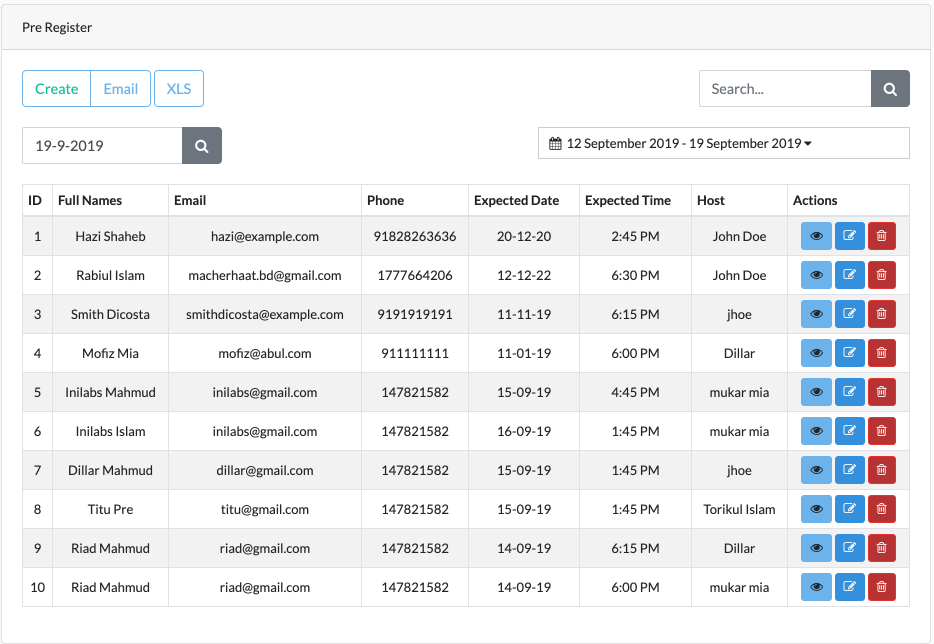 Pre Register
Create Email XLS Search...
19-9-2019 12 September 2019 - 19 September 2019
ID Full Names Email Phone Expected Date Expected Time Host Actions
1 Hazi Shaheb hazi@example.com 91828263636 20-12-20 2:45 PM John Doe
2 Rabiul Islam macherhaat.bd@gmail.com 1777664206 12-12-22 6:30 PM John Doe
3 Smith Dicosta smithdicosta@example.com 9191919191 11-11-19 6:15 PM jhoe
4 Mofiz Mia mofiz@abul.com 911111111 11-01-19 6:00 PM Dillar
5 Inilabs Mahmud inilabs@gmail.com 147821582 15-09-19 4:45 PM mukar mia
6 Inilabs Islam inilabs@gmail.com 147821582 16-09-19 1:45 PM mukar mia
7 Dillar Mahmud dillar@gmail.com 147821582 15-09-19 1:45 PM jhoe
8 Titu Pre titu@gmail.com 147821582 15-09-19 1:45 PM Torikul Islam
9 Riad Mahmud riad@gmail.com 147821582 14-09-19 6:15 PM Dillar
10 Riad Mahmud riad@gmail.com 147821582 14-09-19 6:00 PM mukar mia